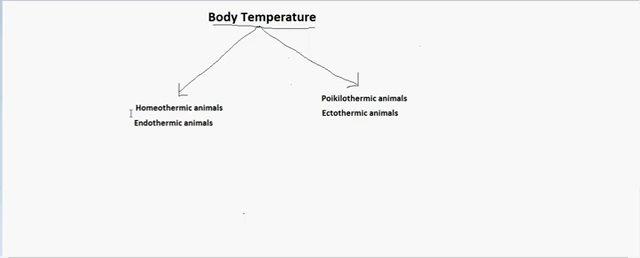 Body Temperature
Homeothermic animals
Endothermic animals
Poikilothermic animals
Ectothermic animals